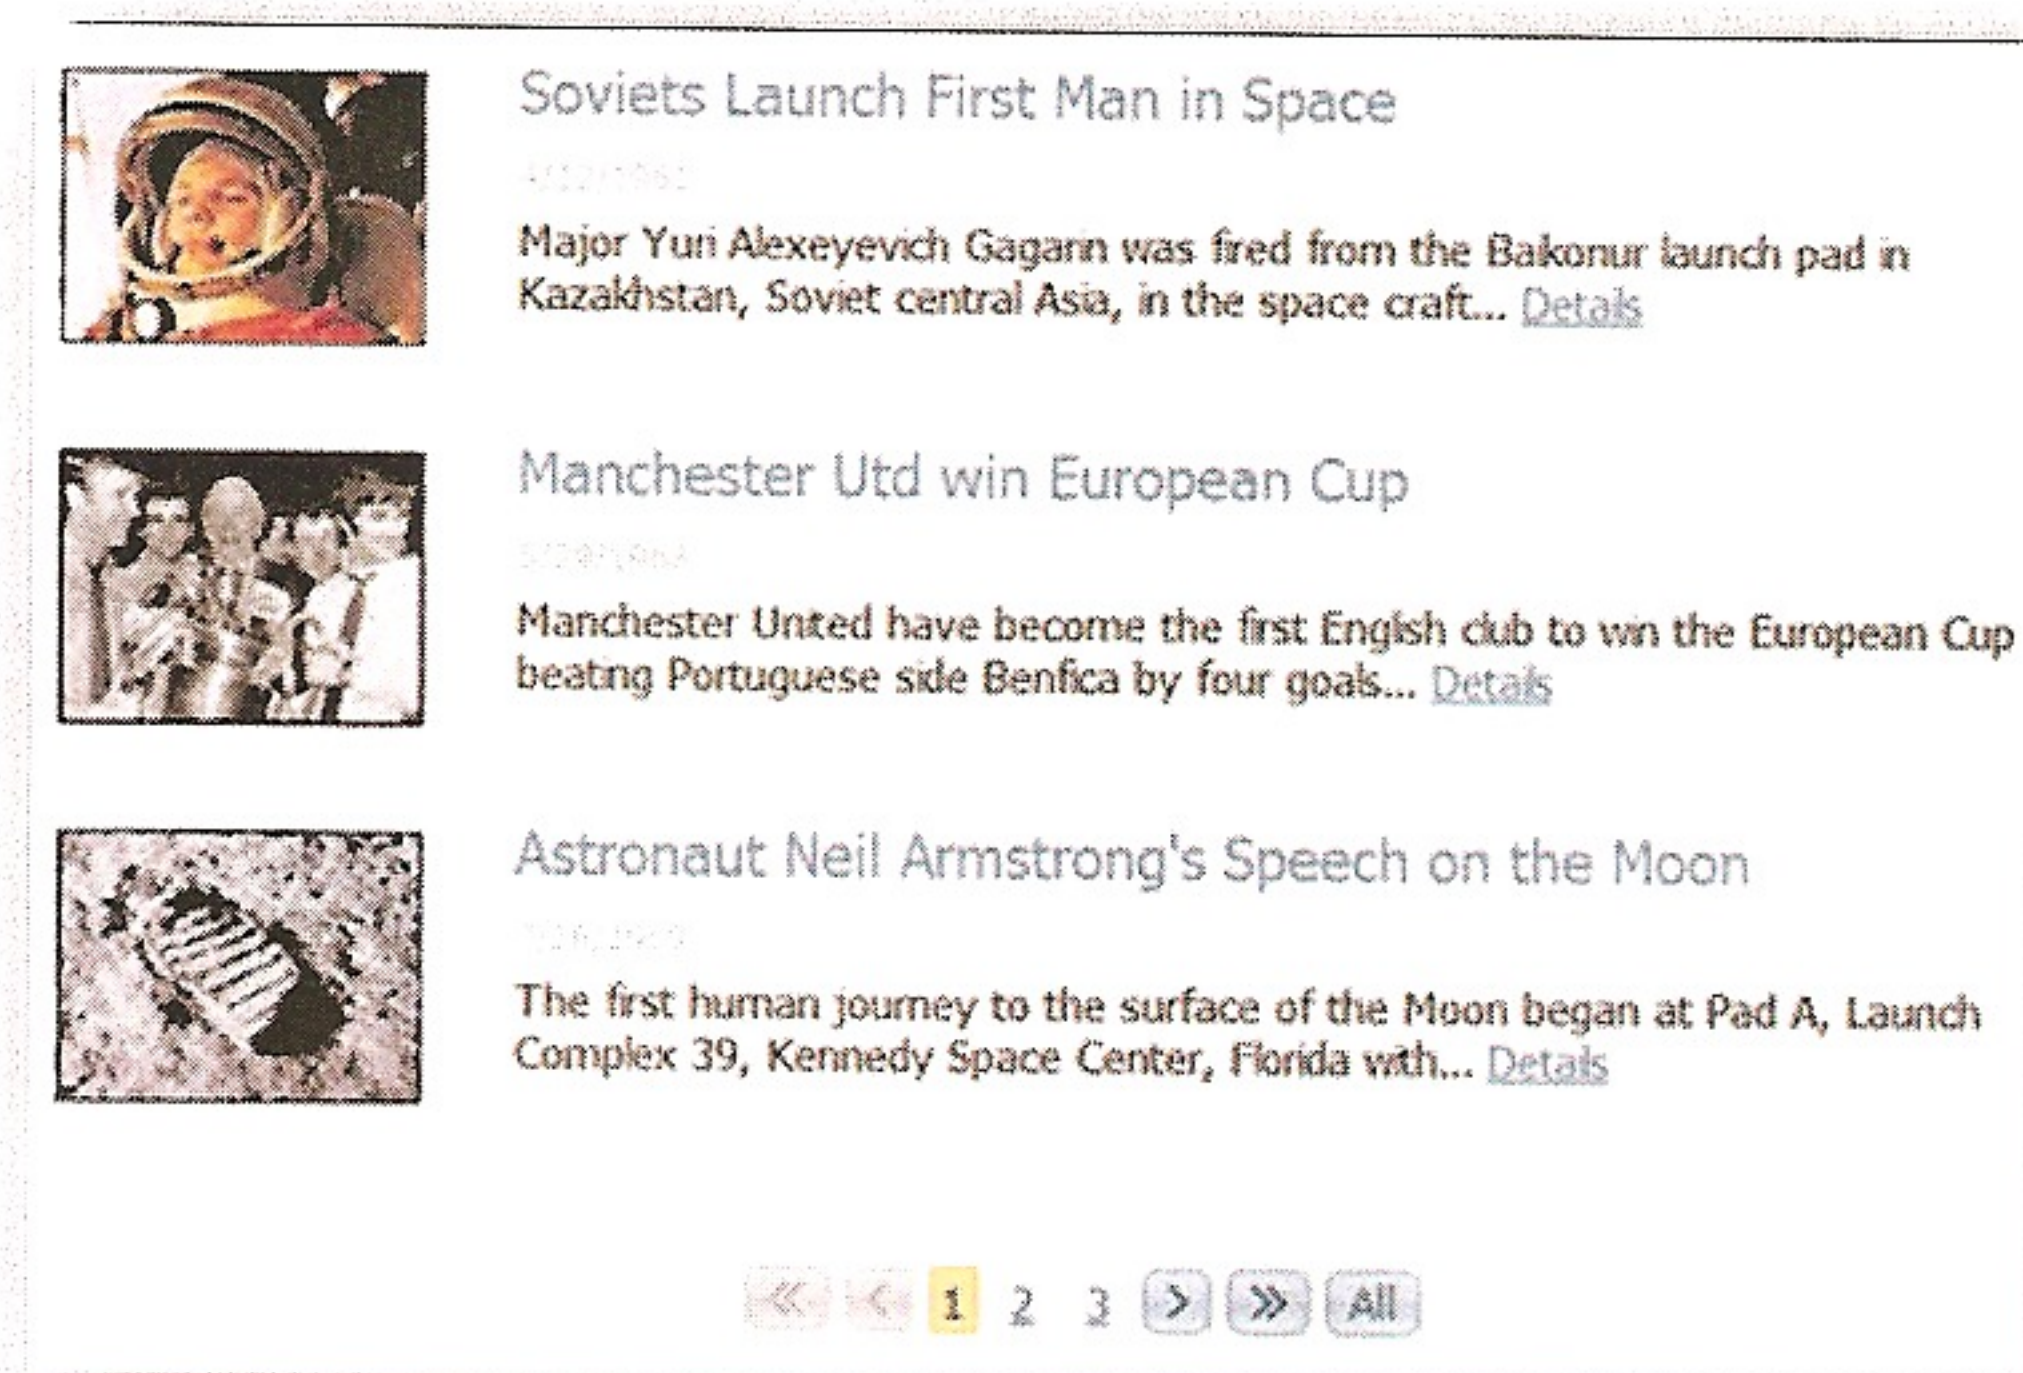 Soviets Launch First Man in Space
4/12/1961
Major Yuri Alexeyevich Gagarin was fired from the Bakonur launch pad in
Kazakhstan, Soviet central Asia, in the space craft... Details
Manchester Utd win European Cup
Manchester United have become the first English club to win the European Cup
beating Portuguese side Benfica by four goals... Details
Astronaut Neil Armstrong's Speech on the Moon
The first human journey to the surface of the Moon began at Pad A, Launch
Complex 39, Kennedy Space Center, Florida with... Details
« < 1 2 3 > » All